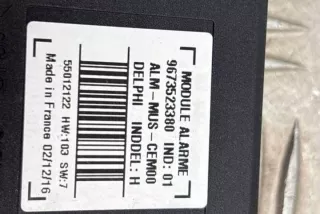 MODULE ALARME
9673523380 IND: 01
ALM-MUS-CEM00
DELPHI INDDEL: H
55012122 HW:103 SW:7
Made in France 02/12/16